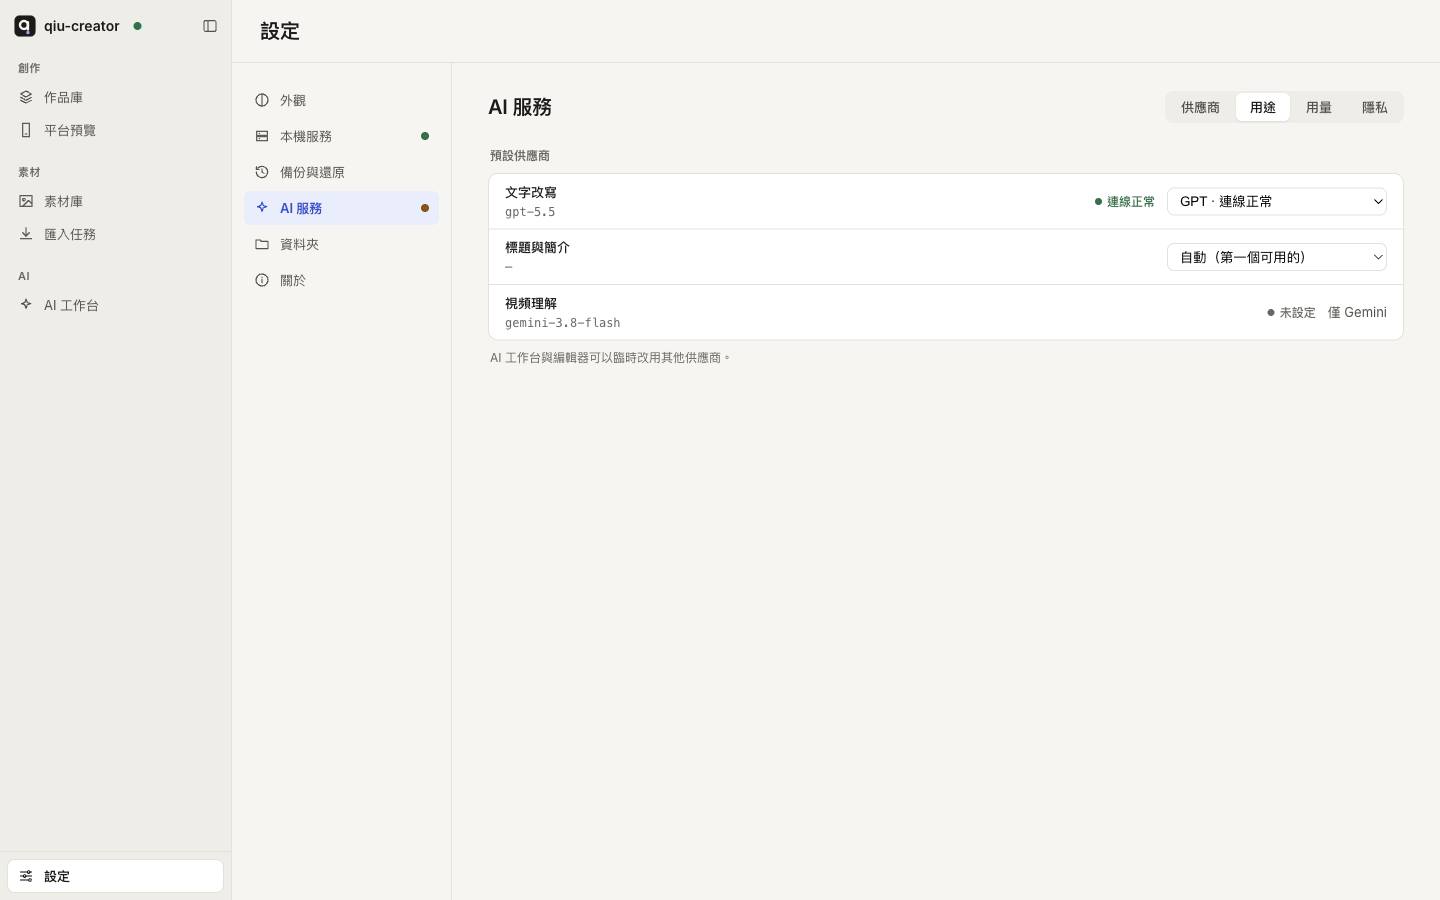 qiu-creator
創作
作品庫
平台預覽
素材
素材庫
匯入任務
AI
AI 工作台
設定
設定
外觀
本機服務
備份與還原
AI 服務
資料夾
關於
AI 服務
供應商 用途 用量 隱私
預設供應商
文字改寫
gpt-5.5
連線正常 GPT · 連線正常
標題與簡介
—
自動（第一個可用的）
視頻理解
gemini-3.8-flash
未設定 僅 Gemini
AI 工作台與編輯器可以臨時改用其他供應商。